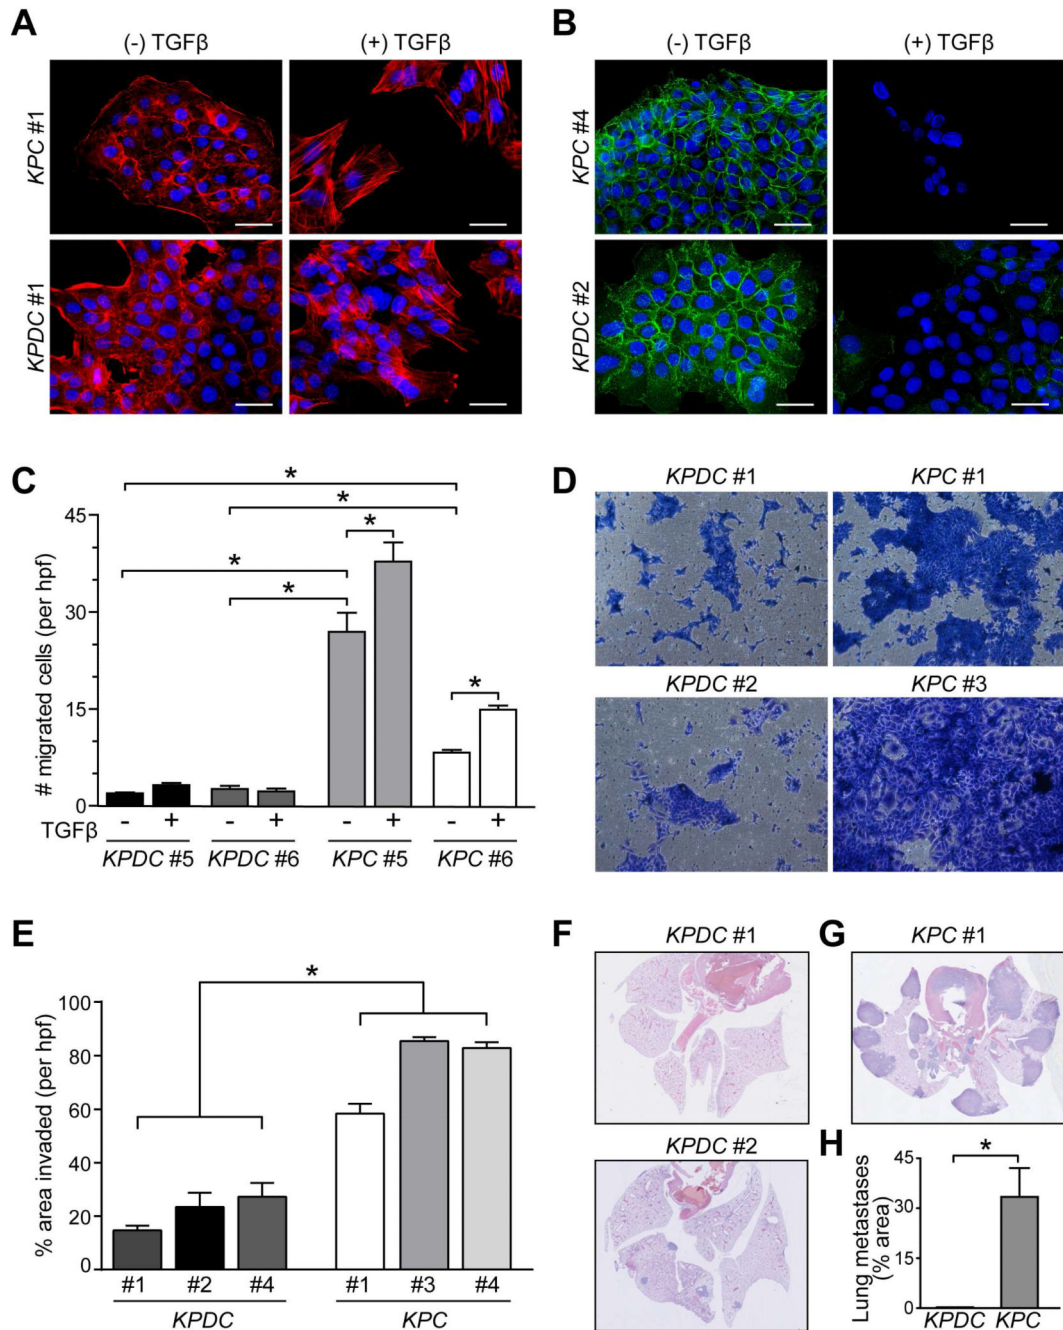 A
(-) TGFβ
(+) TGFβ
KPC #1
KPDC #1
B
(-) TGFβ
(+) TGFβ
KPC #4
KPDC #2
C
* * * * * *
# migrated cells (per hpf)
45
30
15
0
TGFβ - + - + - + - +
KPDC #5 KPDC #6 KPC #5 KPC #6
D
KPDC #1 KPC #1
KPDC #2 KPC #3
E
*
% area invaded (per hpf)
100
80
60
40
20
0
#1 #2 #4 #1 #3 #4
KPDC KPC
F
KPDC #1
KPDC #2
G
KPC #1
H
*
Lung metastases
(% area)
45
30
15
0
KPDC KPC